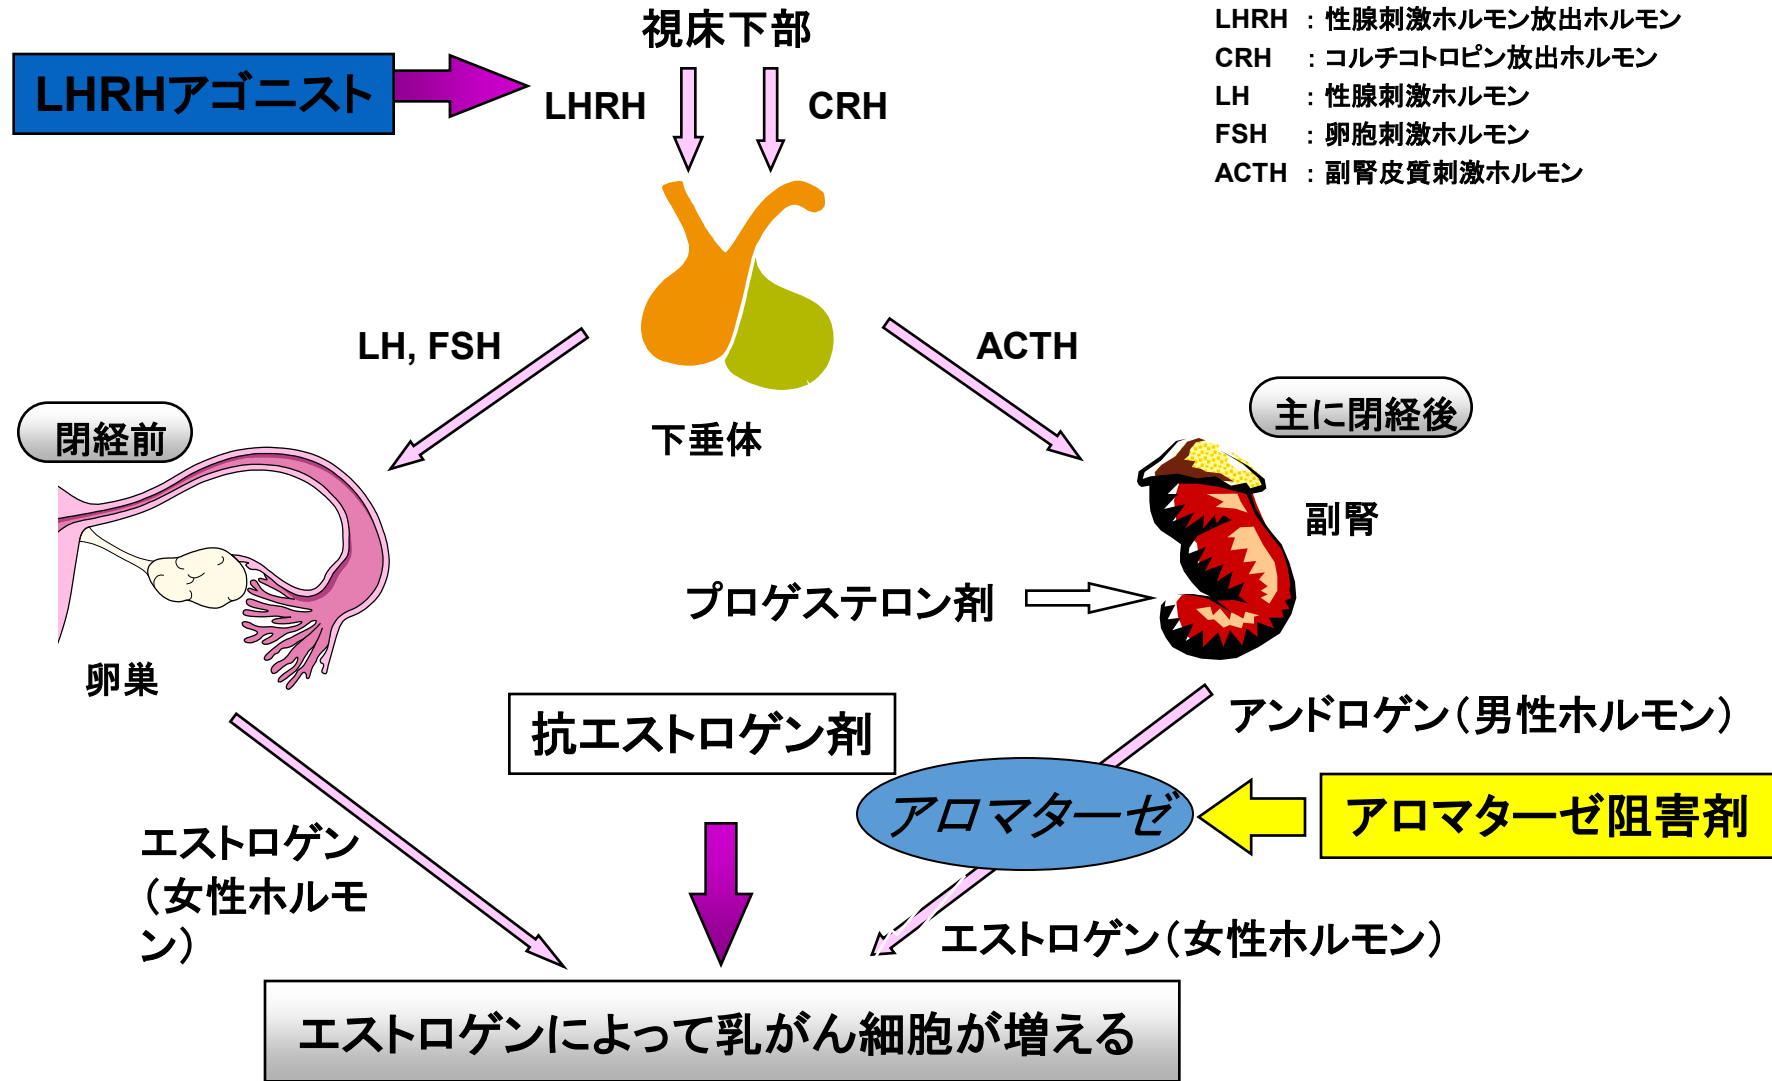 視床下部
LHRHアゴニスト
LHRH
CRH
LHRH : 性腺刺激ホルモン放出ホルモン
CRH : コルチコトロピン放出ホルモン
LH : 性腺刺激ホルモン
FSH : 卵胞刺激ホルモン
ACTH : 副腎皮質刺激ホルモン
LH, FSH
ACTH
閉経前
下垂体
主に閉経後
副腎
プロゲステロン剤
卵巣
抗エストロゲン剤
アンドロゲン（男性ホルモン）
アロマターゼ
アロマターゼ阻害剤
エストロゲン
（女性ホルモ
ン）
エストロゲン（女性ホルモン）
エストロゲンによって乳がん細胞が増える